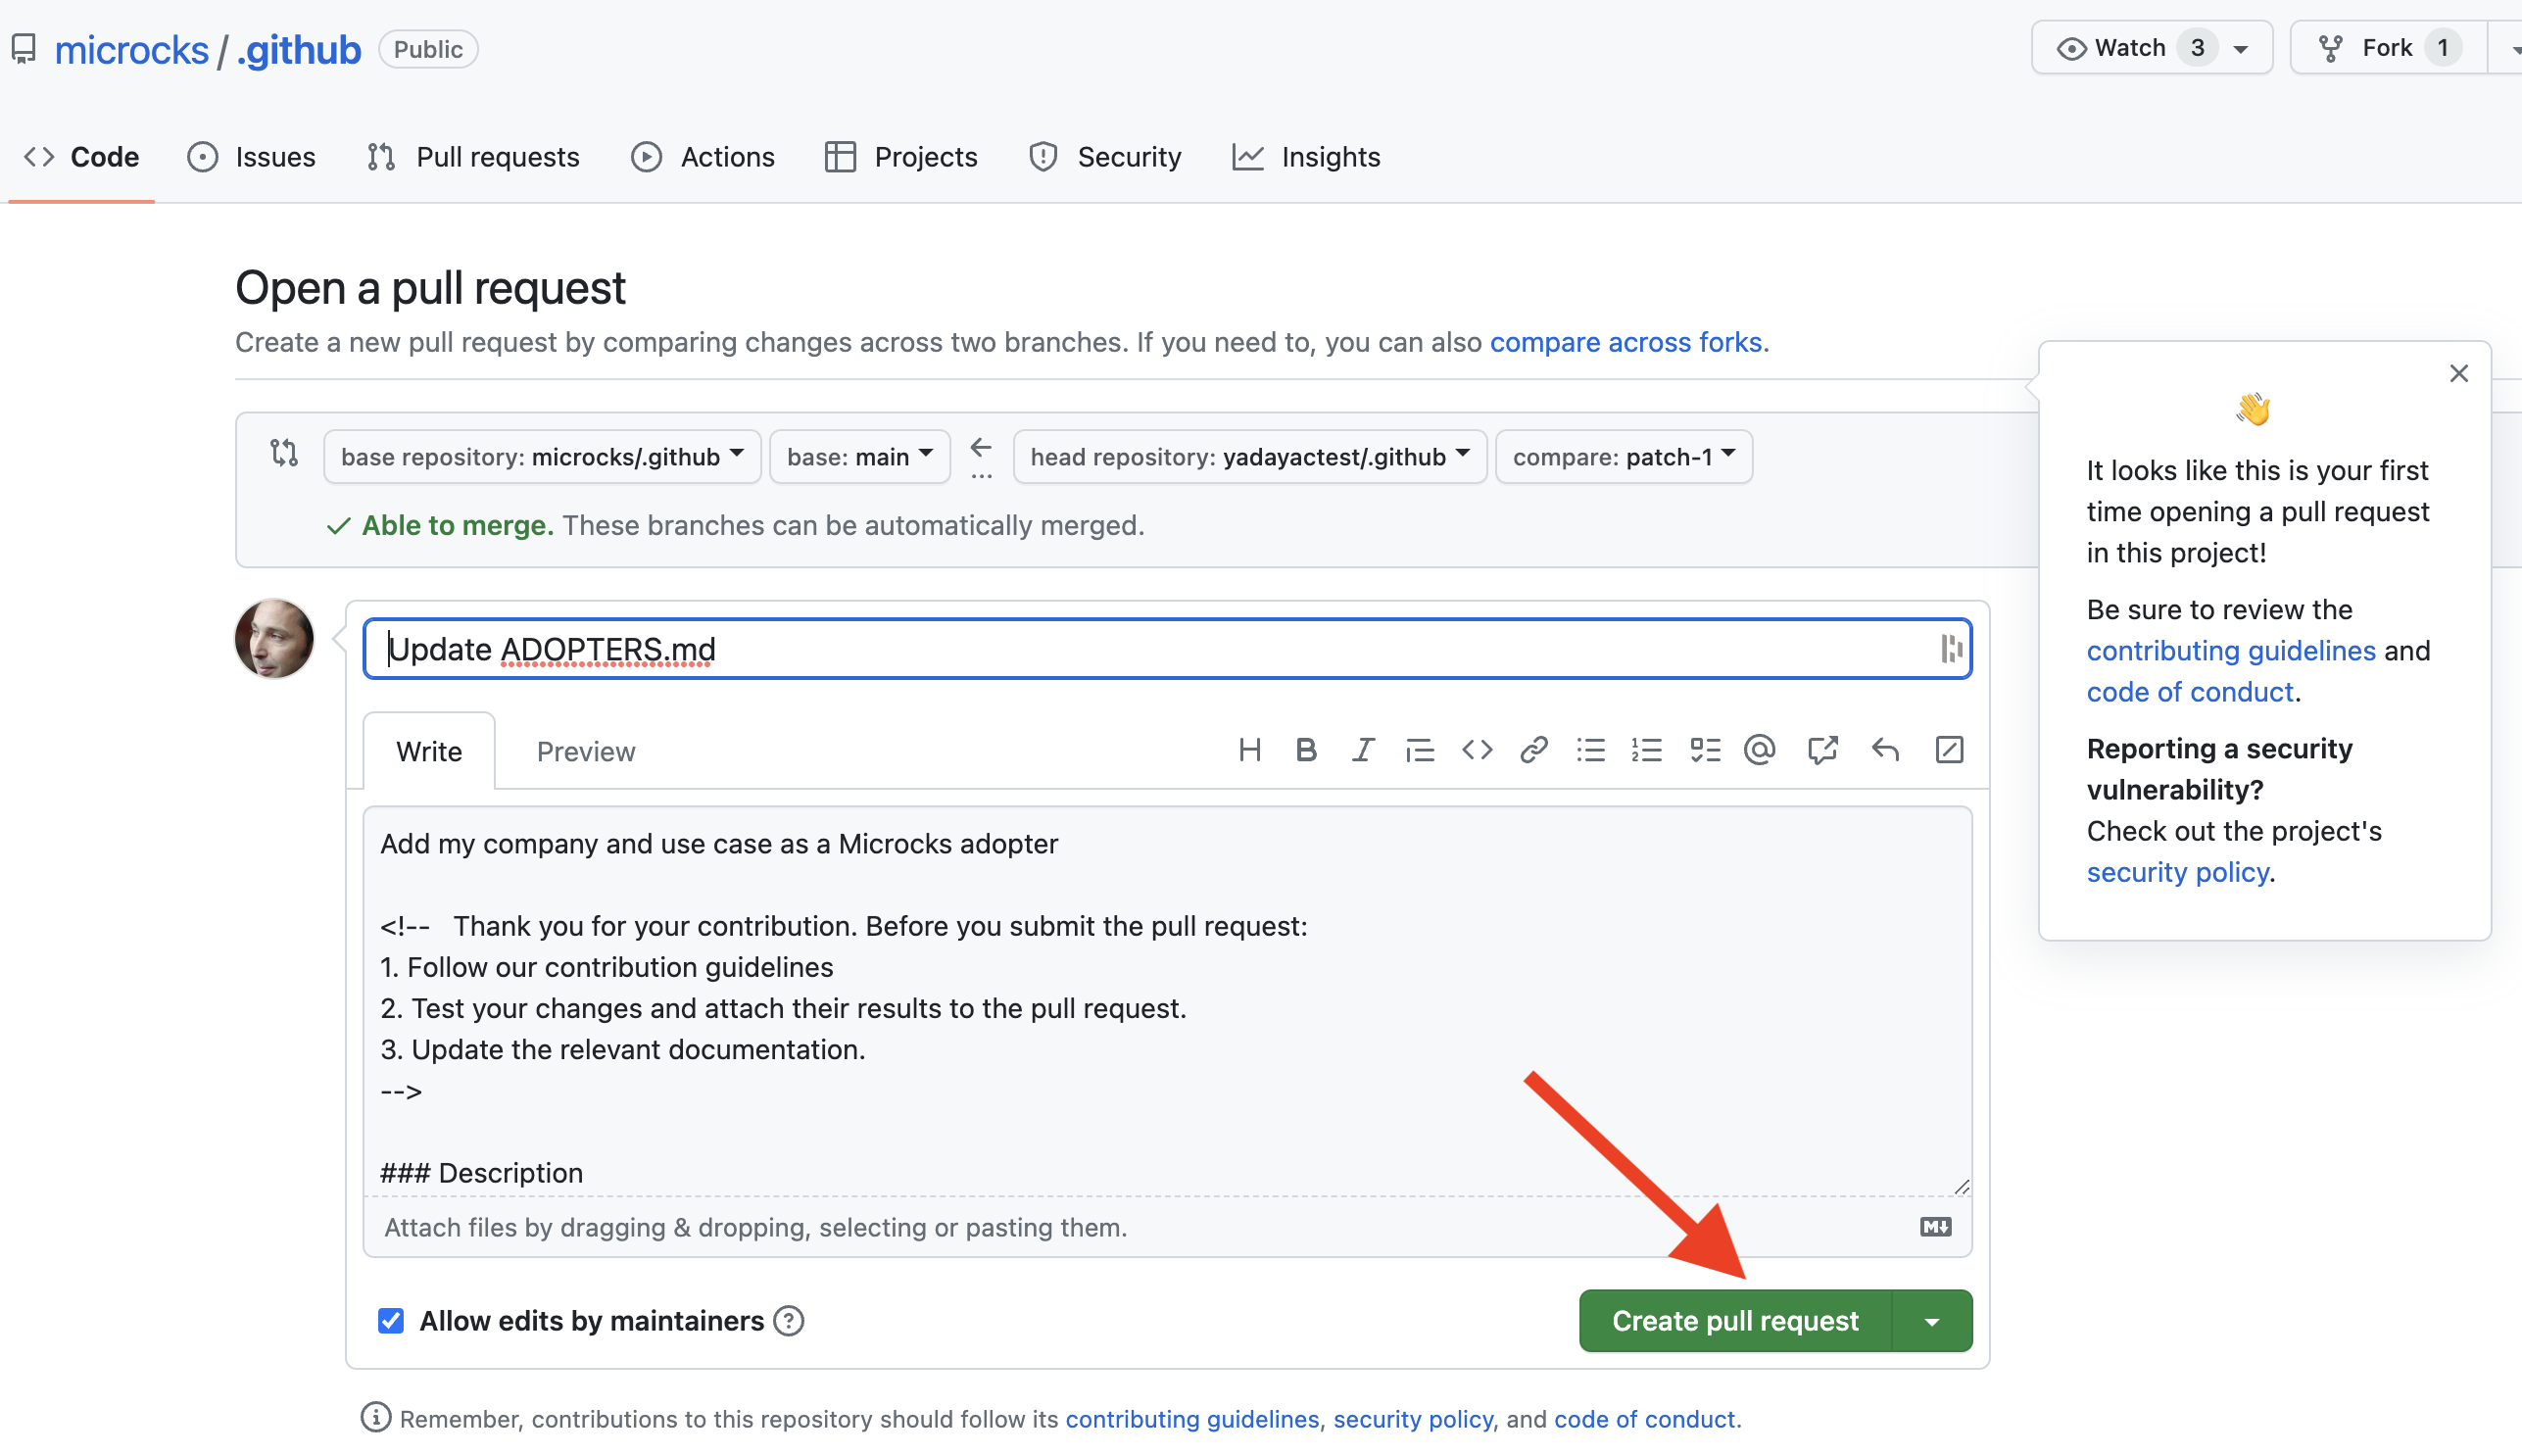 microcks / .github Public
Watch 3
Fork 1
Code Issues Pull requests Actions Projects Security Insights
Open a pull request
Create a new pull request by comparing changes across two branches. If you need to, you can also compare across forks.
base repository: microcks/.github base: main ← ... head repository: yadayactest/.github compare: patch-1
Able to merge. These branches can be automatically merged.
It looks like this is your first
time opening a pull request
in this project!
Be sure to review the
contributing guidelines and
code of conduct.
Reporting a security
vulnerability?
Check out the project's
security policy.
Update ADOPTERS.md
Write Preview
Add my company and use case as a Microcks adopter
<!--   Thank you for your contribution. Before you submit the pull request:
1. Follow our contribution guidelines
2. Test your changes and attach their results to the pull request.
3. Update the relevant documentation.
-->
### Description
Attach files by dragging & dropping, selecting or pasting them.
Allow edits by maintainers
Create pull request
Remember, contributions to this repository should follow its contributing guidelines, security policy, and code of conduct.